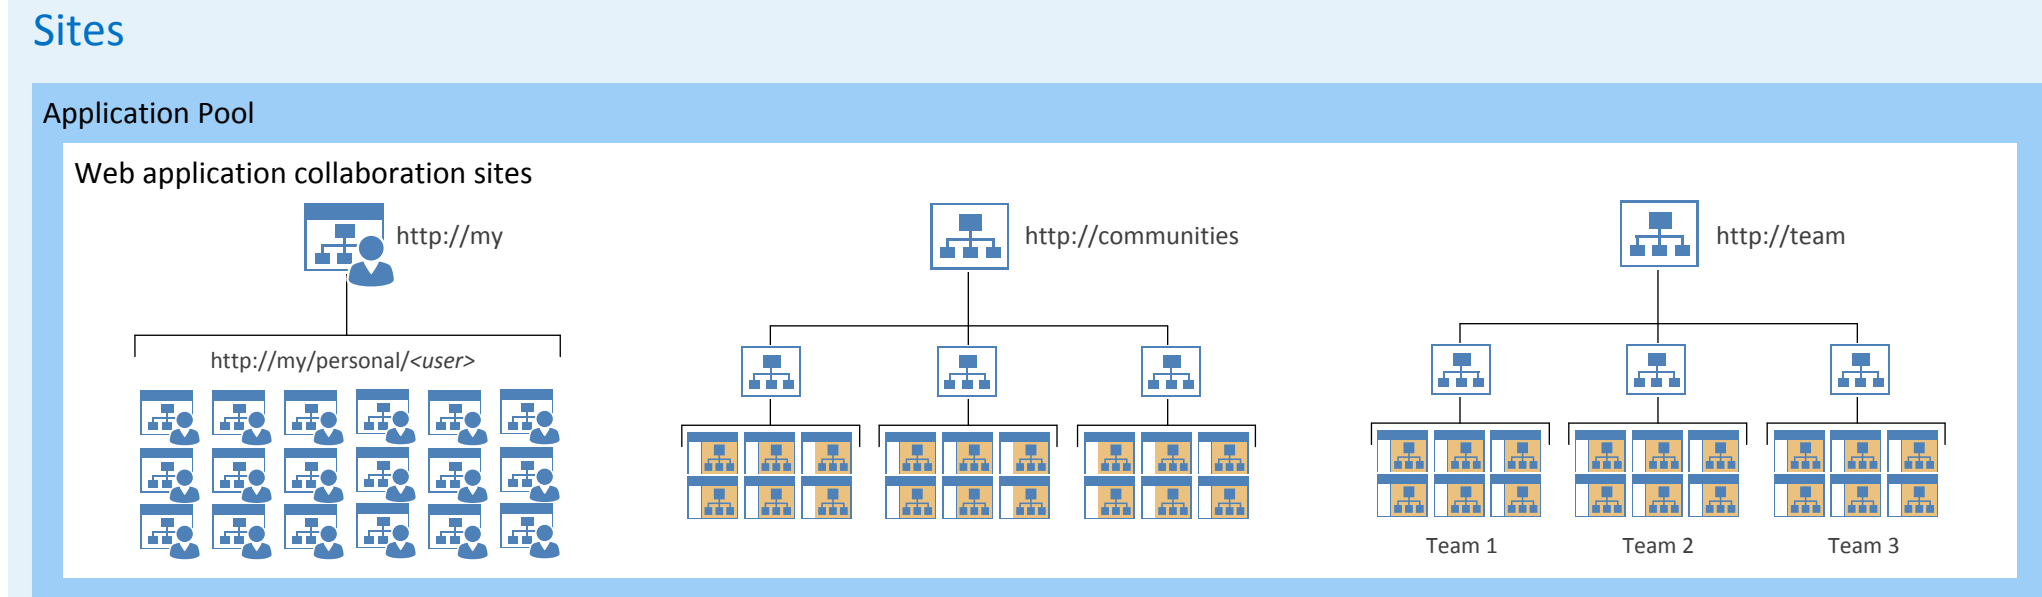 Sites
Application Pool
Web application collaboration sites
http://my
http://communities
http://team
http://my/personal/<user>
Team 1
Team 2
Team 3